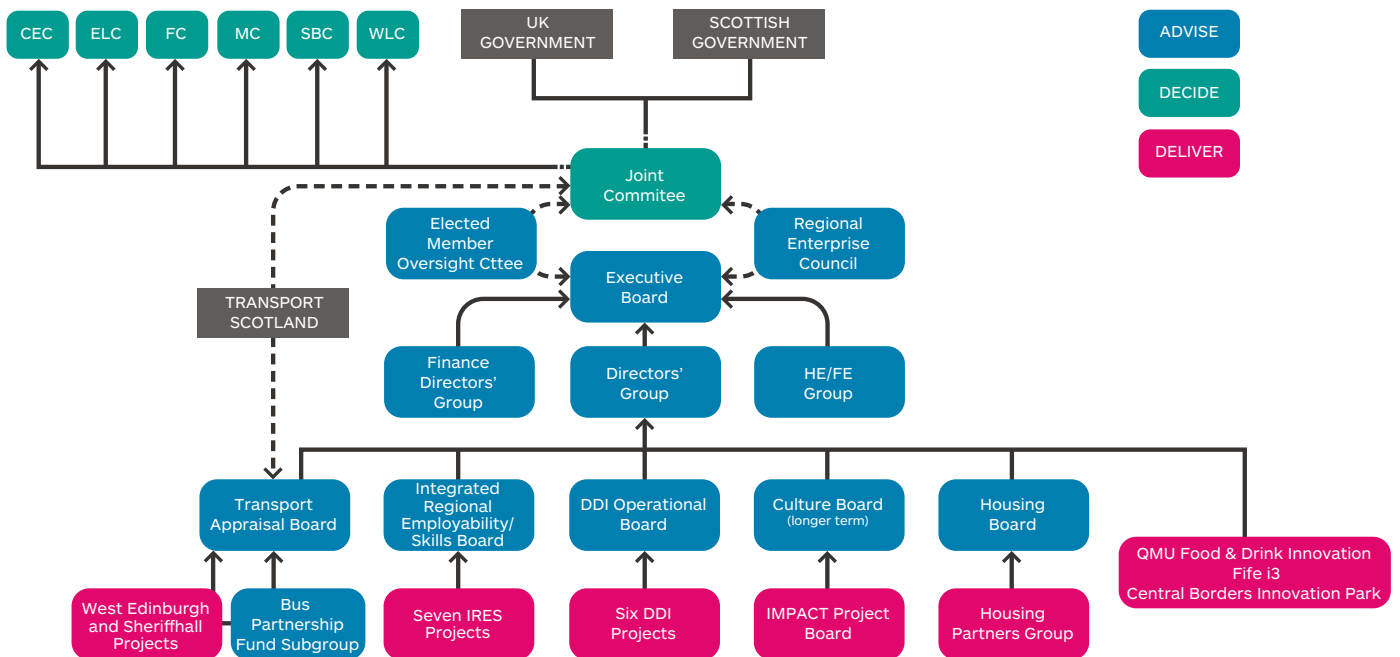 CEC
ELC
FC
MC
SBC
WLC
UK
GOVERNMENT
SCOTTISH
GOVERNMENT
ADVISE
DECIDE
DELIVER
Joint
Commitee
Elected
Member
Oversight Cttee
Regional
Enterprise
Council
Executive
Board
TRANSPORT
SCOTLAND
Finance
Directors’
Group
Directors’
Group
HE/FE
Group
Transport
Appraisal Board
Integrated
Regional
Employability/
Skills Board
DDI Operational
Board
Culture Board
(longer term)
Housing
Board
QMU Food & Drink Innovation
Fife i3
Central Borders Innovation Park
West Edinburgh
and Sheriffhall
Projects
Bus
Partnership
Fund Subgroup
Seven IRES
Projects
Six DDI
Projects
IMPACT Project
Board
Housing
Partners Group